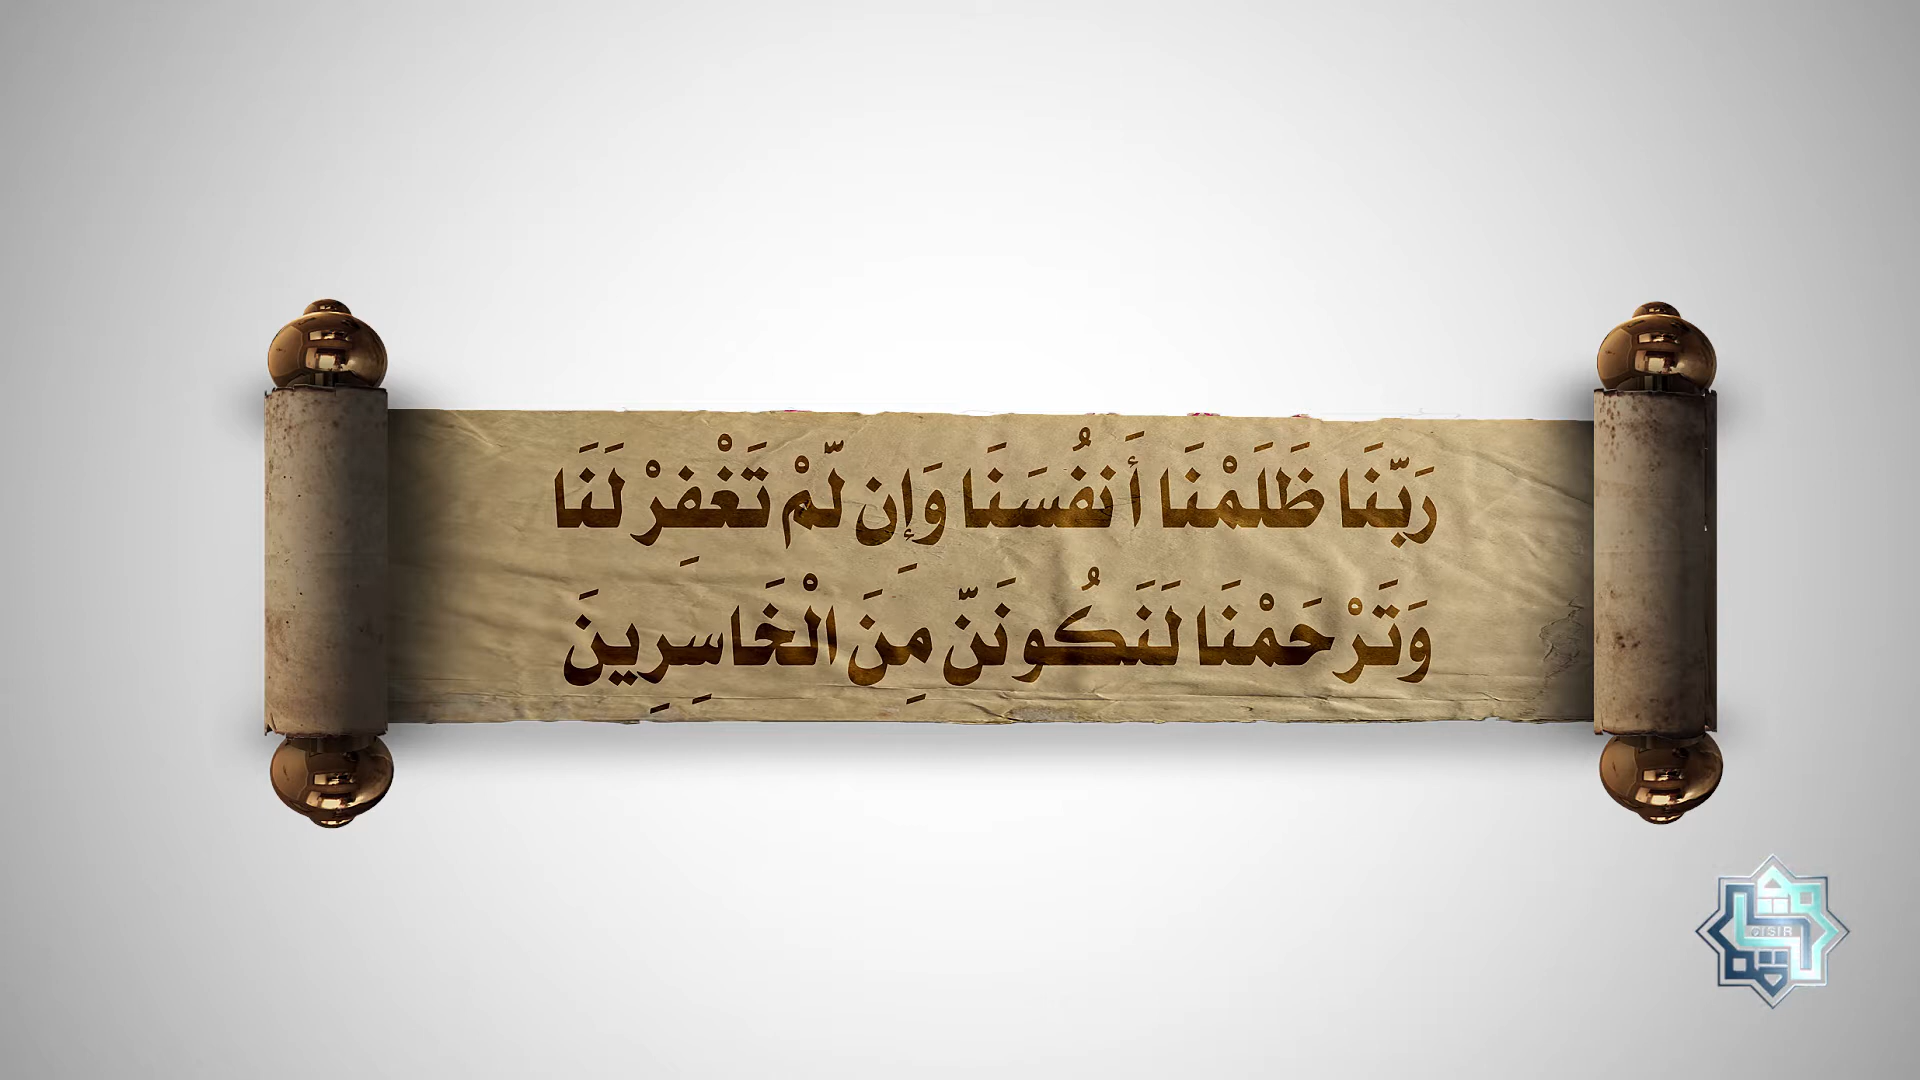 رَبَّنَا ظَلَمْنَا أَنفُسَنَا وَإِن لَّمْ تَغْفِرْ لَنَا
وَتَرْحَمْنَا لَنَكُونَنَّ مِنَ الْخَاسِرِينَ